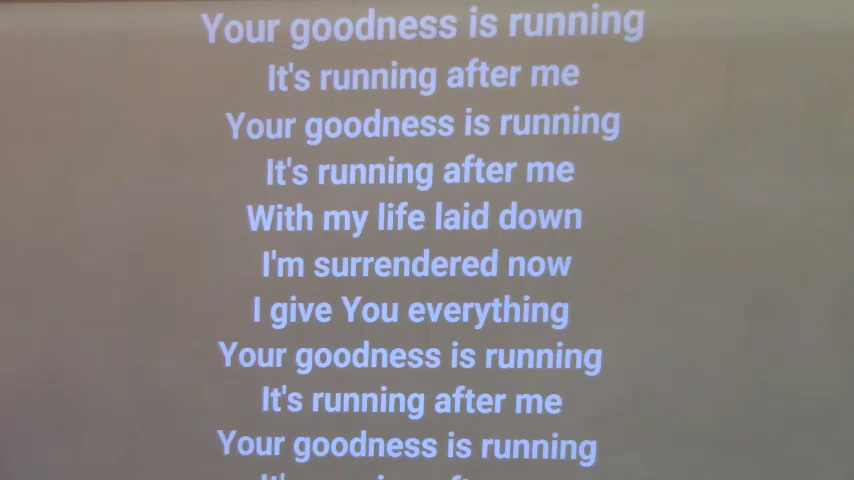 Your goodness is running
It's running after me
Your goodness is running
It's running after me
With my life laid down
I'm surrendered now
I give You everything
Your goodness is running
It's running after me
Your goodness is running